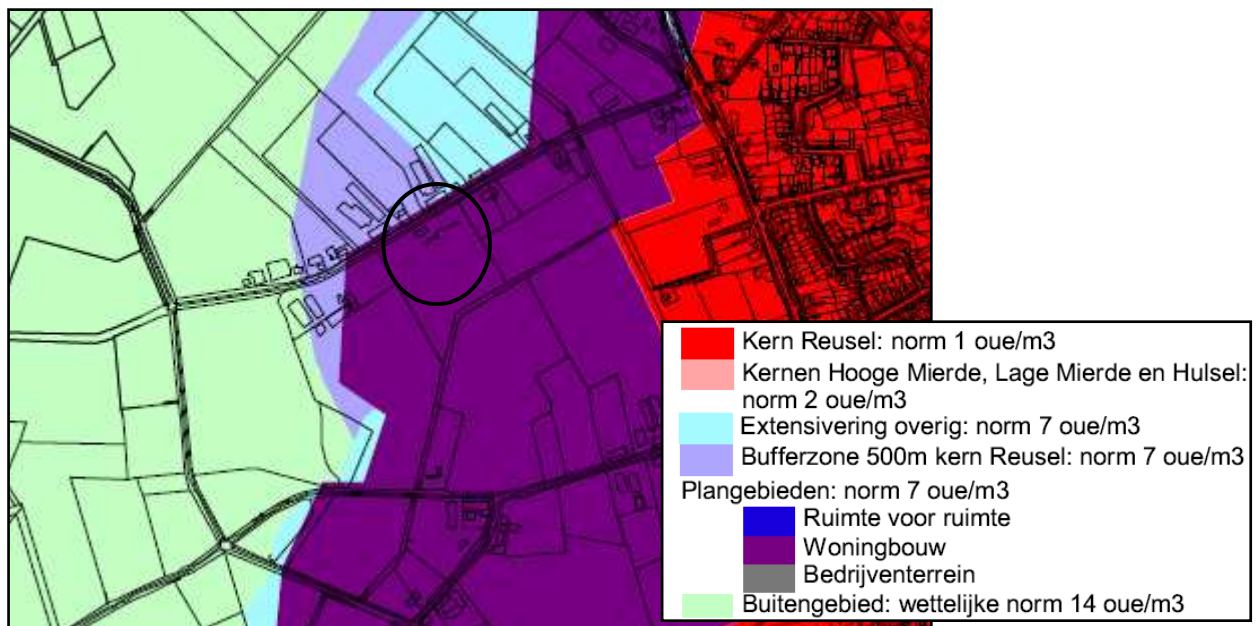 Kern Reusel: norm 1 oue/m3
Kernen Hooge Mierde, Lage Mierde en Hulsel:
norm 2 oue/m3
Extensivering overig: norm 7 oue/m3
Bufferzone 500m kern Reusel: norm 7 oue/m3
Plangebieden: norm 7 oue/m3
Ruimte voor ruimte
Woningbouw
Bedrijventerrein
Buitengebied: wettelijke norm 14 oue/m3